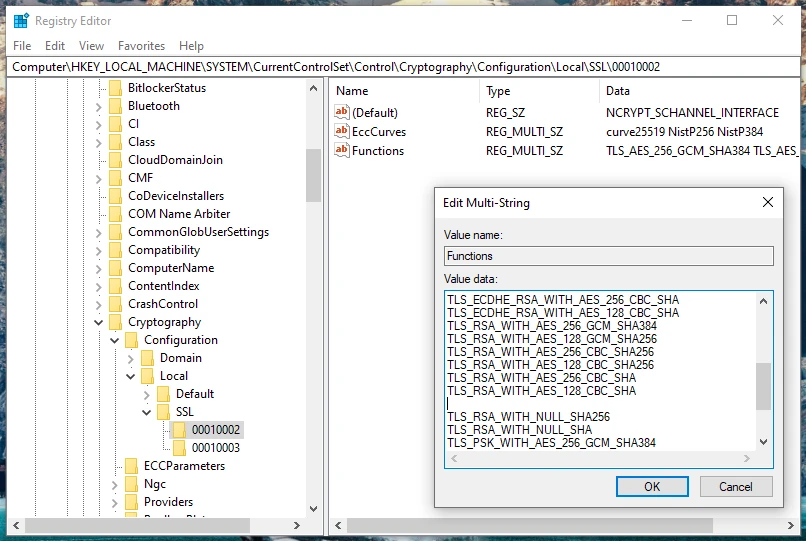 Registry Editor
File Edit View Favorites Help
Computer\HKEY_LOCAL_MACHINE\SYSTEM\CurrentControlSet\Control\Cryptography\Configuration\Local\SSL\00010002
BitlockerStatus
Bluetooth
CI
Class
CloudDomainJoin
CMF
CoDeviceInstallers
COM Name Arbiter
CommonGlobUserSettings
Compatibility
ComputerName
ContentIndex
CrashControl
Cryptography
Configuration
Domain
Local
Default
SSL
00010002
00010003
ECCParameters
Ngc
Providers
Name Type Data
(Default) REG_SZ NCRYPT_SCHANNEL_INTERFACE
EccCurves REG_MULTI_SZ curve25519 NistP256 NistP384
Functions REG_MULTI_SZ TLS_AES_256_GCM_SHA384 TLS_AES_
Edit Multi-String
Value name:
Functions
Value data:
TLS_ECDHE_RSA_WITH_AES_256_CBC_SHA
TLS_ECDHE_RSA_WITH_AES_128_CBC_SHA
TLS_RSA_WITH_AES_256_GCM_SHA384
TLS_RSA_WITH_AES_128_GCM_SHA256
TLS_RSA_WITH_AES_256_CBC_SHA256
TLS_RSA_WITH_AES_128_CBC_SHA256
TLS_RSA_WITH_AES_256_CBC_SHA
TLS_RSA_WITH_AES_128_CBC_SHA
TLS_RSA_WITH_NULL_SHA256
TLS_RSA_WITH_NULL_SHA
TLS_PSK_WITH_AES_256_GCM_SHA384
OK Cancel